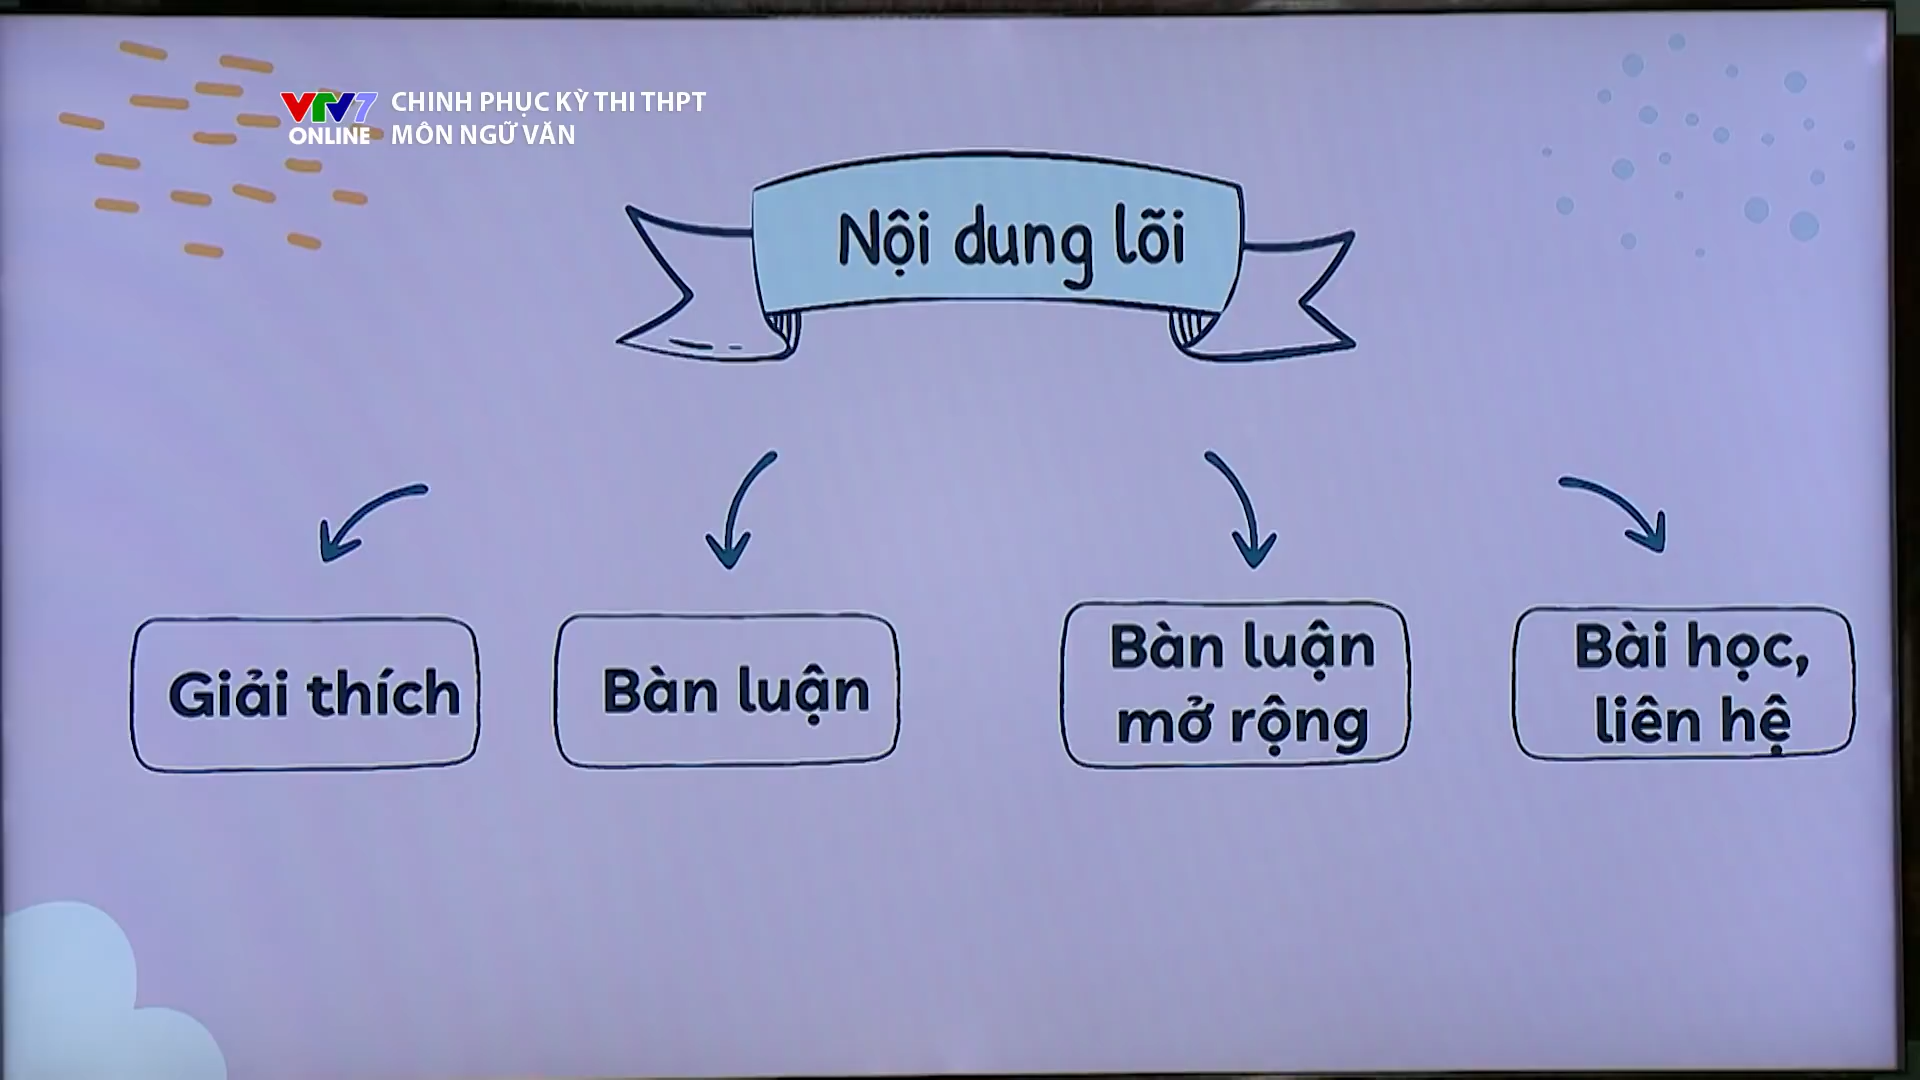 VTV7
ONLINE
CHINH PHỤC KỲ THI THPT
MÔN NGỮ VĂN
Nội dung lõi
Giải thích
Bàn luận
Bàn luận
mở rộng
Bài học,
liên hệ